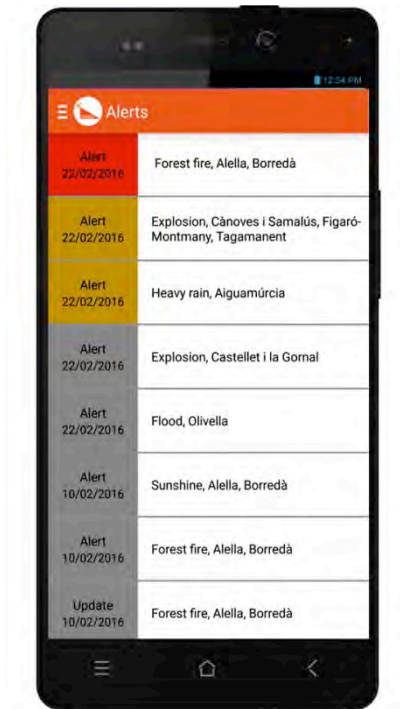 12:54 PM
Alerts
Alert
22/02/2016
Forest fire, Alella, Borredà
Alert
22/02/2016
Explosion, Cànoves i Samalús, Figaró-
Montmany, Tagamanent
Alert
22/02/2016
Heavy rain, Aiguamúrcia
Alert
22/02/2016
Explosion, Castellet i la Gornal
Alert
22/02/2016
Flood, Olivella
Alert
10/02/2016
Sunshine, Alella, Borredà
Alert
10/02/2016
Forest fire, Alella, Borredà
Update
10/02/2016
Forest fire, Alella, Borredà